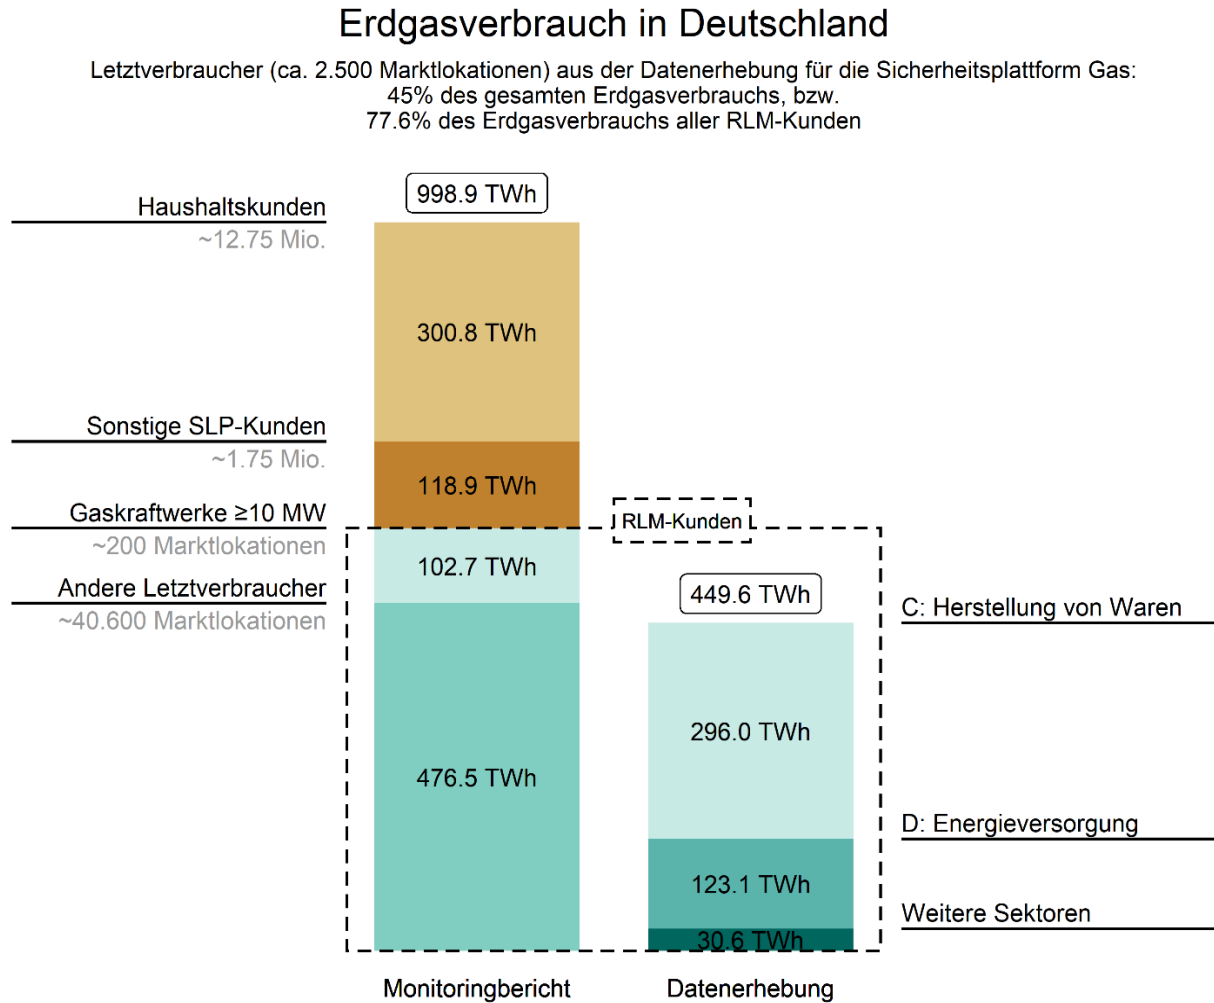 Erdgasverbrauch in Deutschland
Letztverbraucher (ca. 2.500 Marktlokationen) aus der Datenerhebung für die Sicherheitsplattform Gas:
45% des gesamten Erdgasverbrauchs, bzw.
77.6% des Erdgasverbrauchs aller RLM-Kunden
998.9 TWh
Haushaltskunden
~12.75 Mio.
300.8 TWh
Sonstige SLP-Kunden
~1.75 Mio.
118.9 TWh
Gaskraftwerke ≥10 MW
~200 Marktlokationen
102.7 TWh
Andere Letztverbraucher
~40.600 Marktlokationen
476.5 TWh
RLM-Kunden
449.6 TWh
C: Herstellung von Waren
296.0 TWh
D: Energieversorgung
123.1 TWh
Weitere Sektoren
30.6 TWh
Monitoringbericht
Datenerhebung